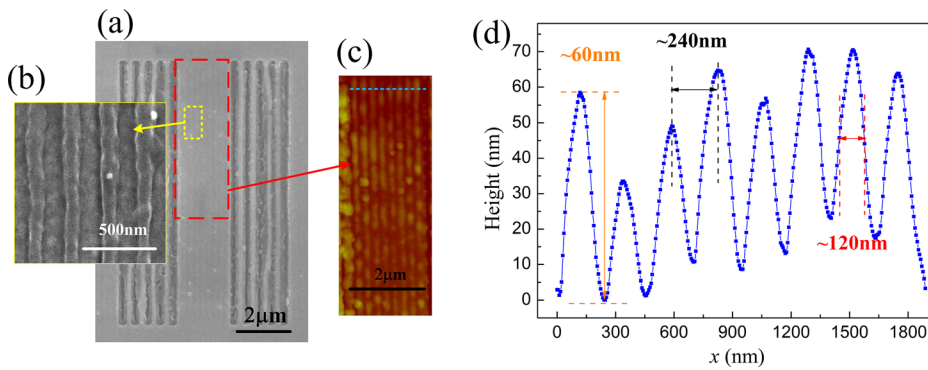 (a)
(b)
(c)
(d)
500nm
2μm
2μm
~60nm
~240nm
~120nm
Height (nm)
70
60
50
40
30
20
10
0
0 300 600 900 1200 1500 1800
x (nm)